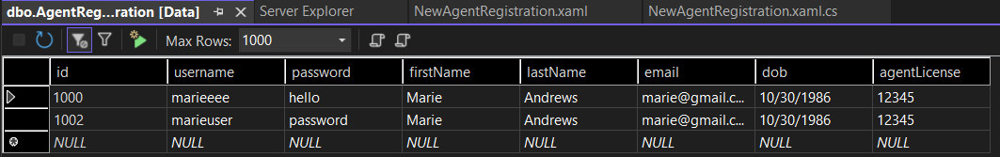 dbo.AgentReg...ration [Data] Server Explorer NewAgentRegistration.xaml NewAgentRegistration.xaml.cs
Max Rows: 1000
id username password firstName lastName email dob agentLicense
1000 marieeee hello Marie Andrews marie@gmail.c... 10/30/1986 12345
1002 marieuser password Marie Andrews marie@gmail.c... 10/30/1986 12345
NULL NULL NULL NULL NULL NULL NULL NULL